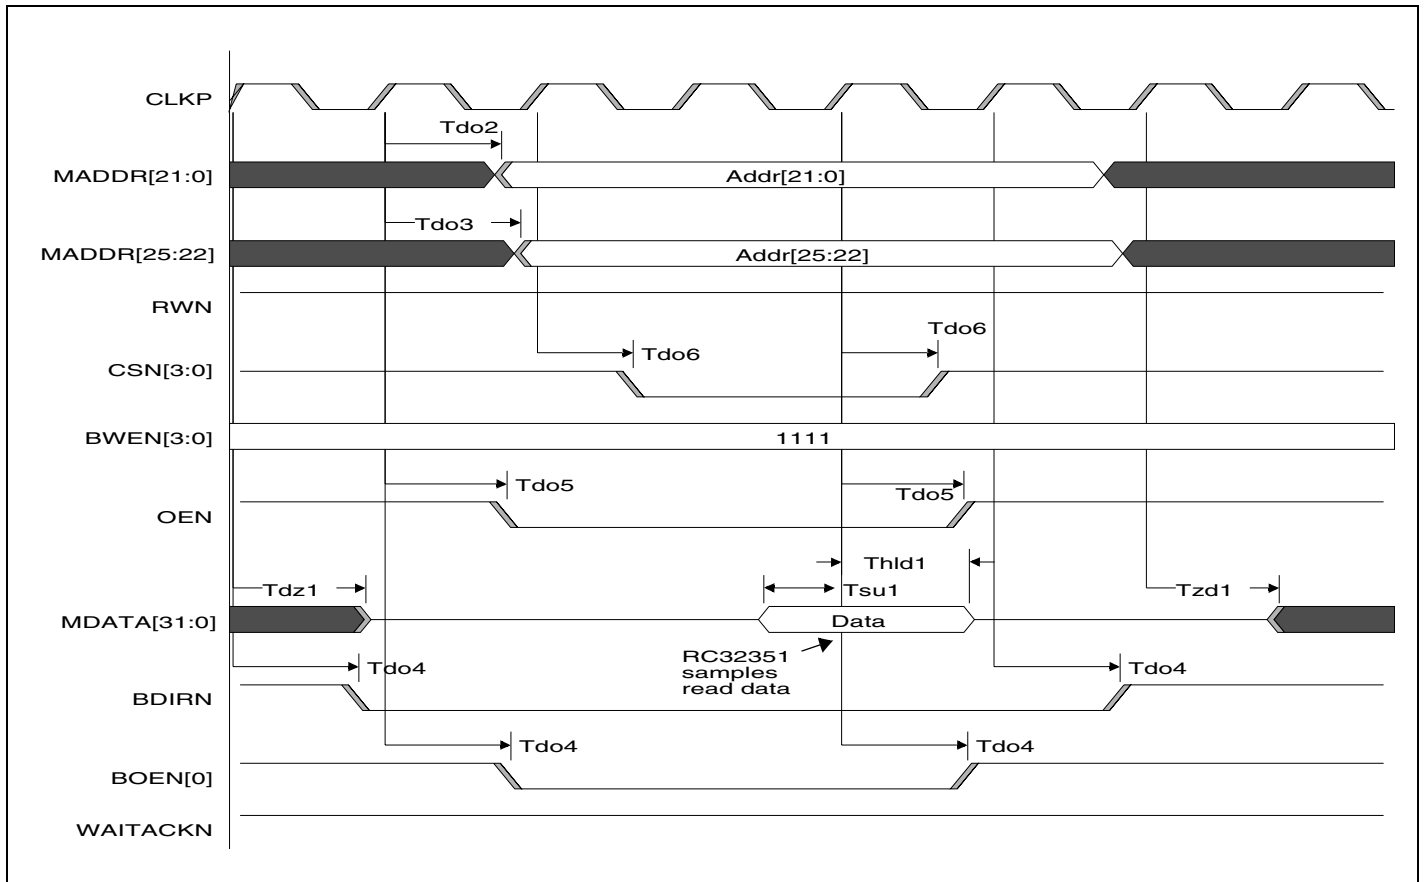 CLKP
Tdo2
MADDR[21:0]
Addr[21:0]
Tdo3
MADDR[25:22]
Addr[25:22]
RWN
Tdo6
Tdo6
CSN[3:0]
BWEN[3:0]
1111
Tdo5
Tdo5
OEN
Thld1
Tdz1
Tsu1
Tzd1
MDATA[31:0]
Data
RC32351
samples
read data
Tdo4
Tdo4
BDIRN
Tdo4
Tdo4
BOEN[0]
WAITACKN